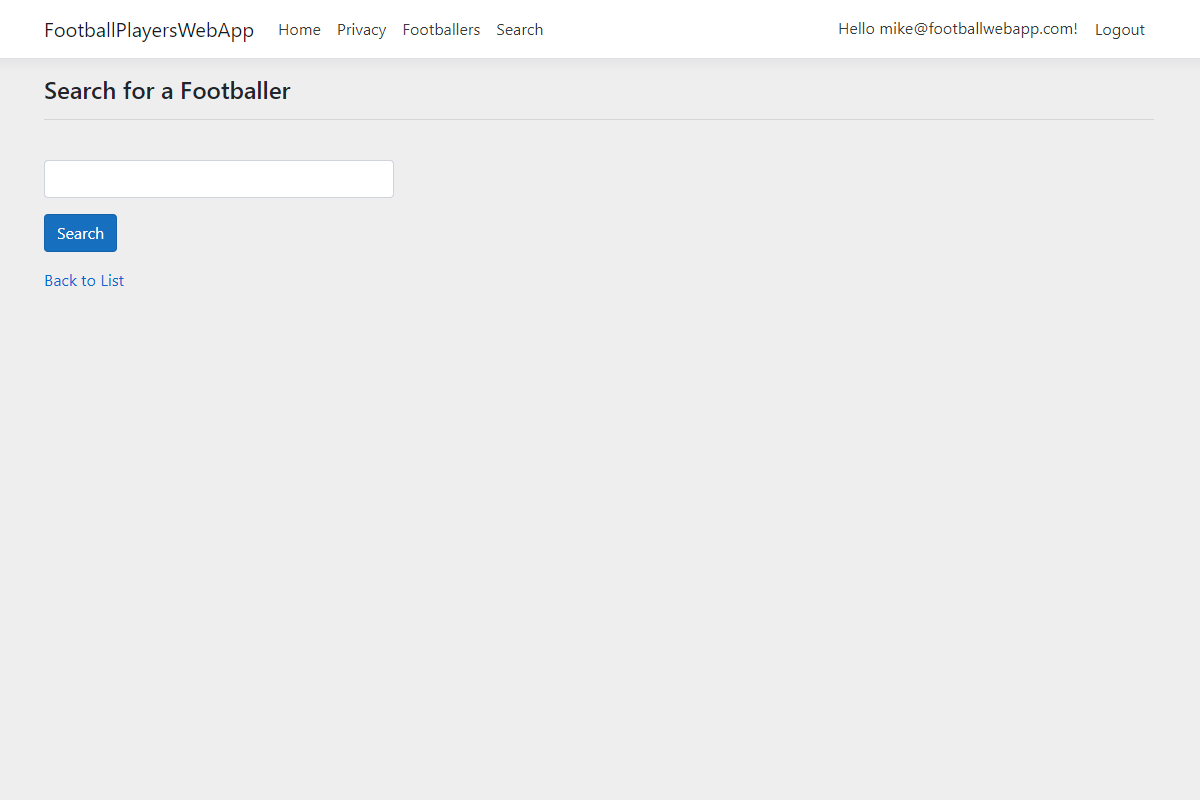 FootballPlayersWebApp Home Privacy Footballers Search Hello mike@footballwebapp.com! Logout
Search for a Footballer
Search
Back to List